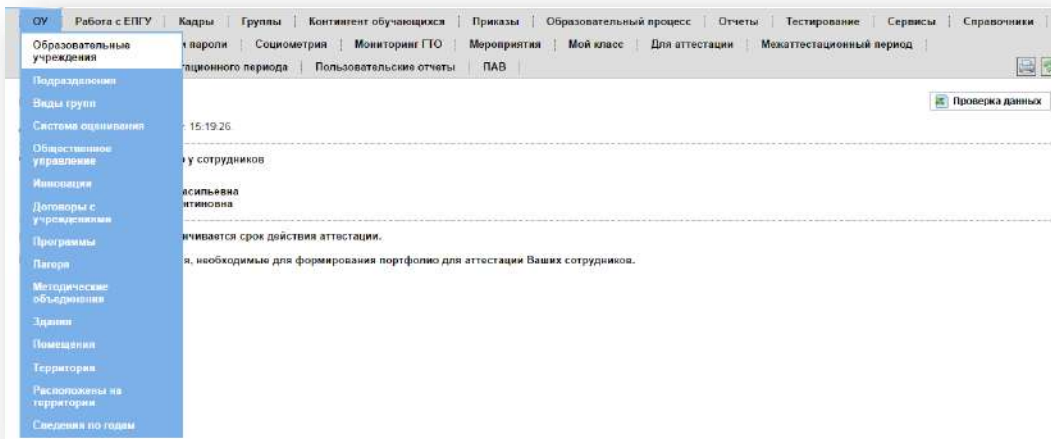 ОУ Работа с ЕПГУ Кадры Группы Контингент обучающихся Приказы Образовательный процесс Отчеты Тестирование Сервисы Справочники
пароли Социометрия Мониторинг ГТО Мероприятия Мой класс Для аттестации Межаттестационный период
ационного периода Пользовательские отчеты ПАВ
Образовательные
учреждения
Подразделения
Виды групп
Система оценивания
Общественное
управление
Инновации
Договоры с
учреждениями
Программы
Лагеря
Методические
объединения
Здания
Помещения
Территории
Расположены на
территории
Сведения по годам
Проверка данных
15:19:26.
у сотрудников
асильевна
нтиновна
нчивается срок действия аттестации.
я, необходимые для формирования портфолио для аттестации Ваших сотрудников.